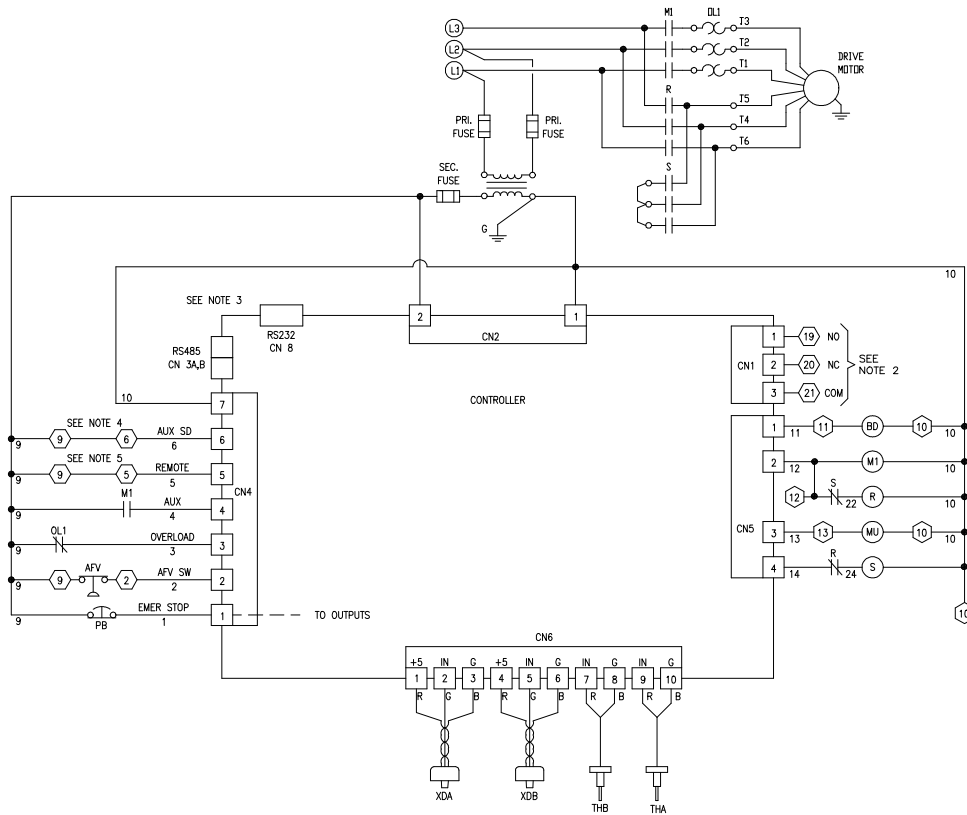 M1 OL1 T3
L3
L2 T2
L1 T1
DRIVE
MOTOR
R
T5
T4
T6
PRI.
FUSE
PRI.
FUSE
S
SEC.
FUSE
G
10
SEE NOTE 3
RS232
CN 8
2
1
CN2
RS485
CN 3A,B
CONTROLLER
CN1
1 19 NO
2 20 NC
3 21 COM
SEE
NOTE 2
10
7
SEE NOTE 4
9 9 6 AUX SD
6
6
SEE NOTE 5
9 9 5 REMOTE
5
5
CN4
M1
9 AUX
4
4
OL1
9 OVERLOAD
3
3
AFV
9 9 2 AFV SW
2
2
9 PB EMER STOP
1
1
TO OUTPUTS
CN5
1 11 11 BD 10 10
2 12 M1 10
12 S 22 R 10
3 13 13 MU 10 10
4 14 R 24 S
10
CN6
+5 IN G +5 IN G IN G IN G
1 2 3 4 5 6 7 8 9 10
R G B R G B R B R B
XDA XDB THB THA